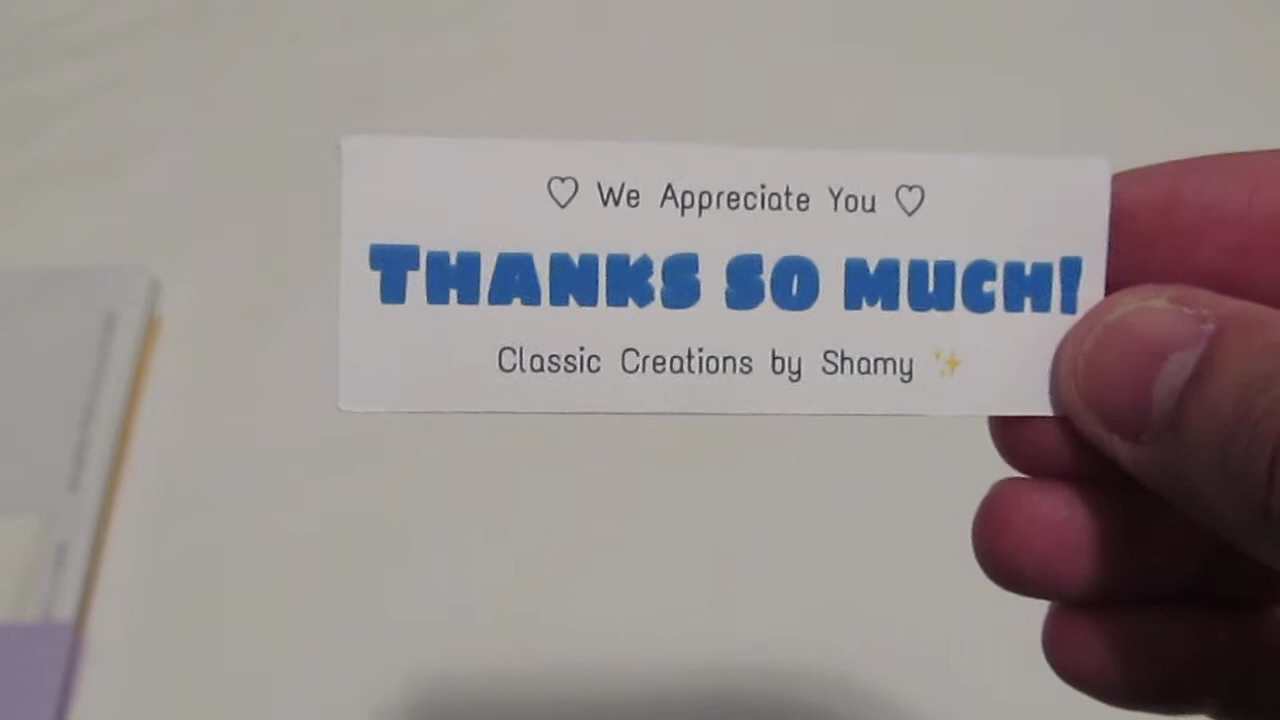 ♡ We Appreciate You ♡
THANKS SO MUCH!
Classic Creations by Shamy ✨